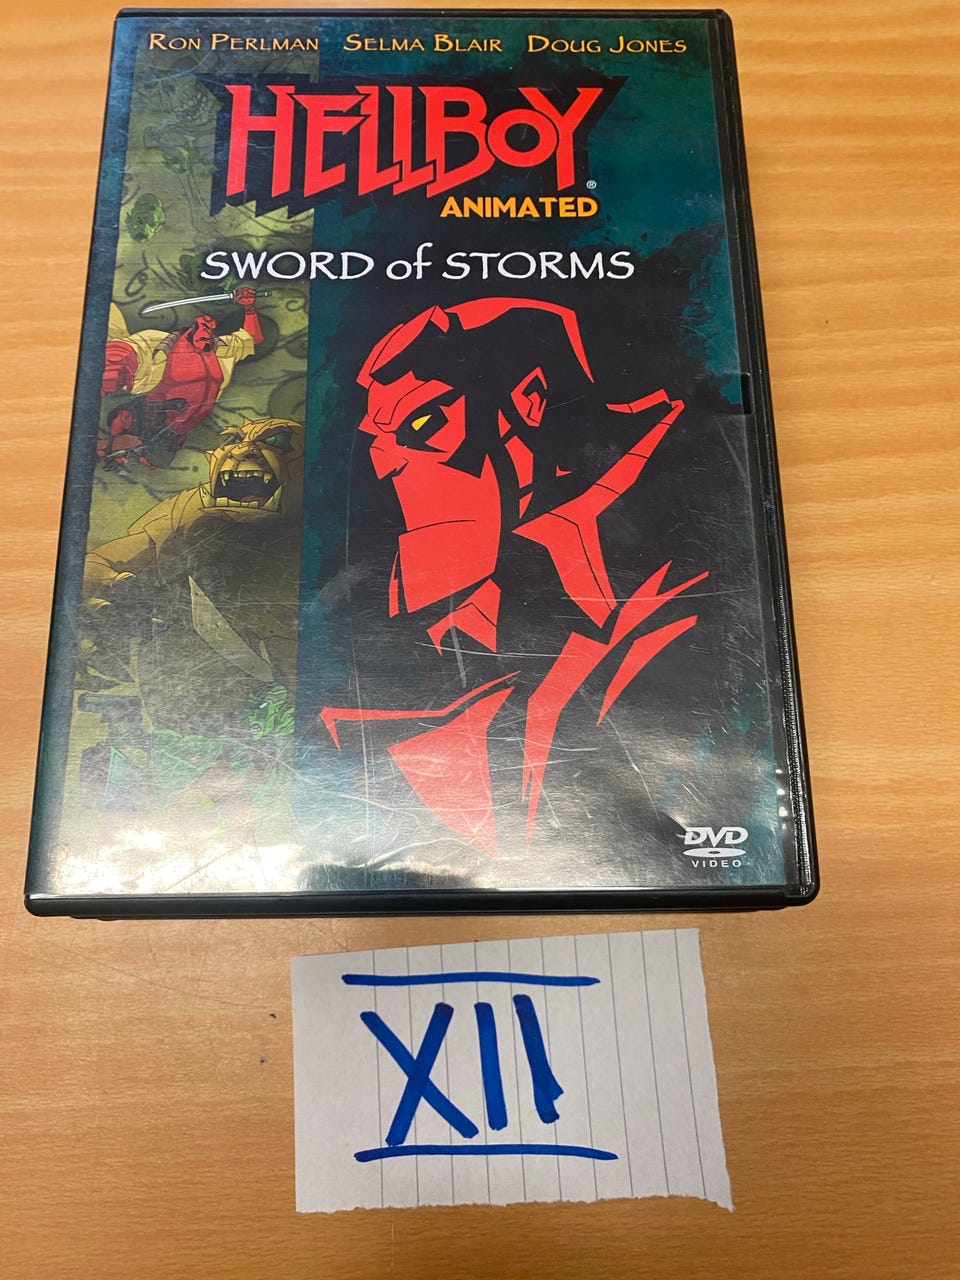 RON PERLMAN SELMA BLAIR DOUG JONES
HELLBOY®
ANIMATED
SWORD of STORMS
DVD
VIDEO
XII